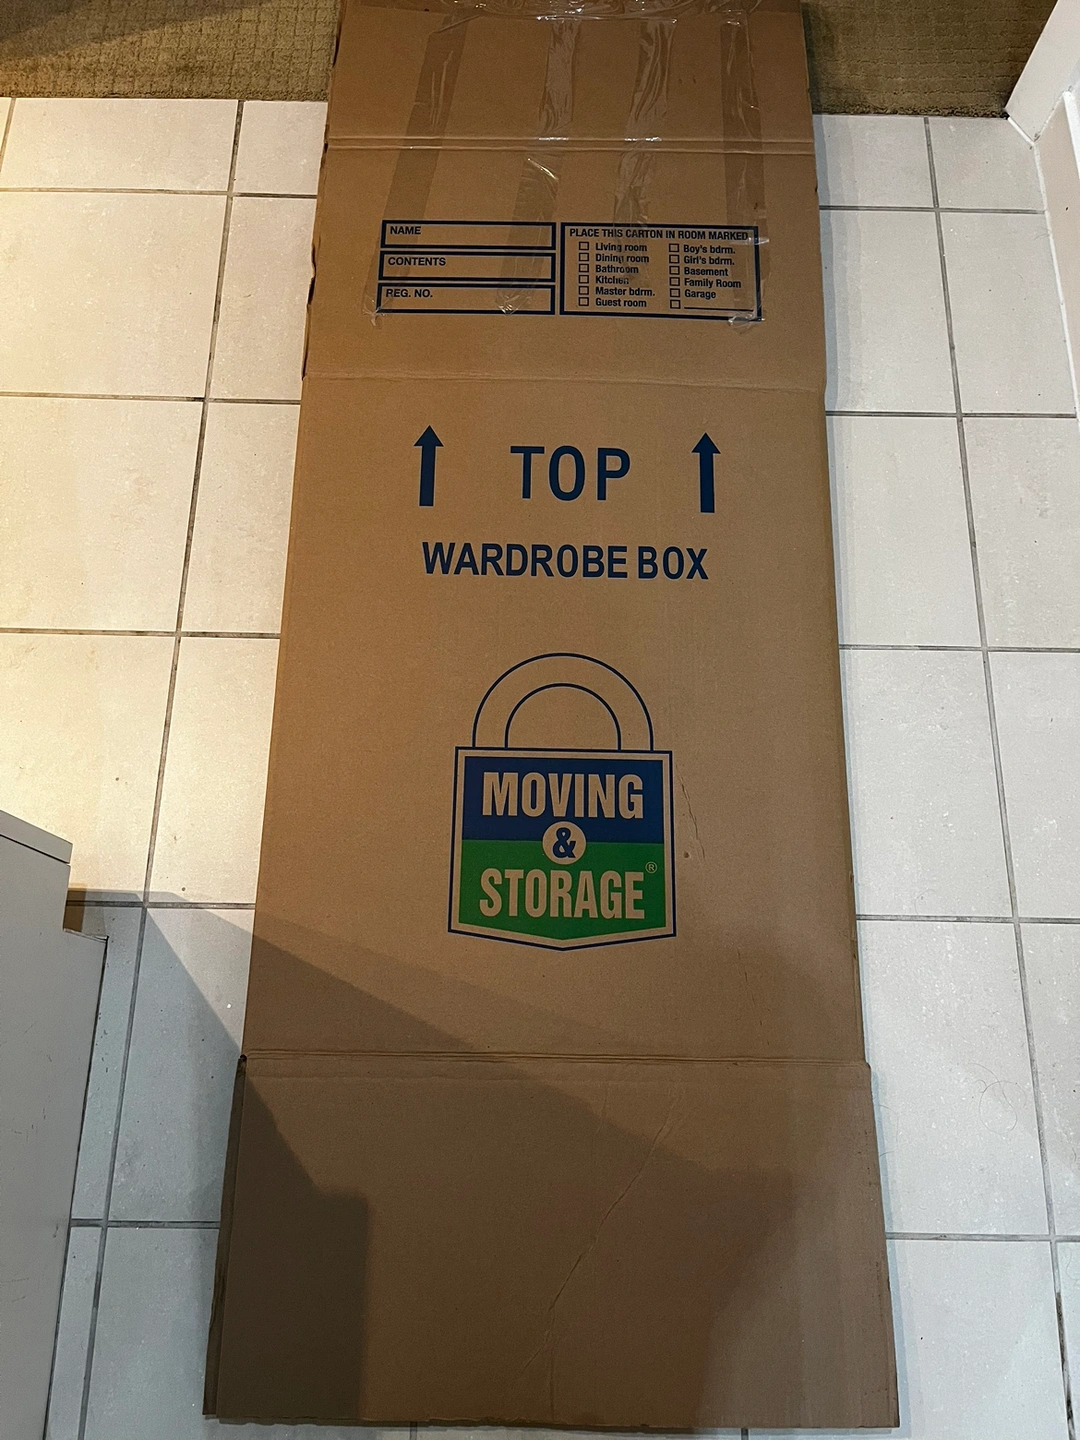 NAME
CONTENTS
REG. NO.
PLACE THIS CARTON IN ROOM MARKED
Living room
Dining room
Bathroom
Kitchen
Master bdrm.
Guest room
Boy's bdrm.
Girl's bdrm.
Basement
Family Room
Garage
TOP
WARDROBE BOX
MOVING
&
STORAGE®